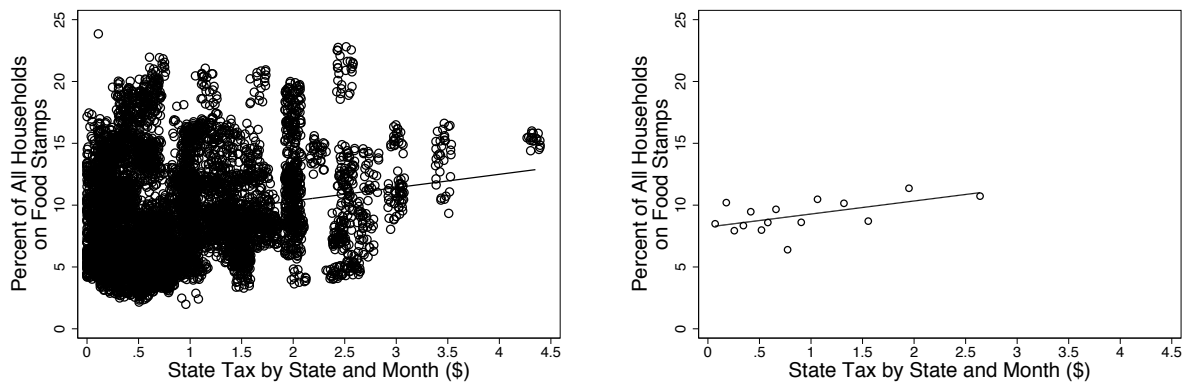 Percent of All Households
on Food Stamps
25
20
15
10
5
0
0 .5 1 1.5 2 2.5 3 3.5 4 4.5
State Tax by State and Month ($)
Percent of All Households
on Food Stamps
25
20
15
10
5
0
0 .5 1 1.5 2 2.5 3 3.5 4 4.5
State Tax by State and Month ($)